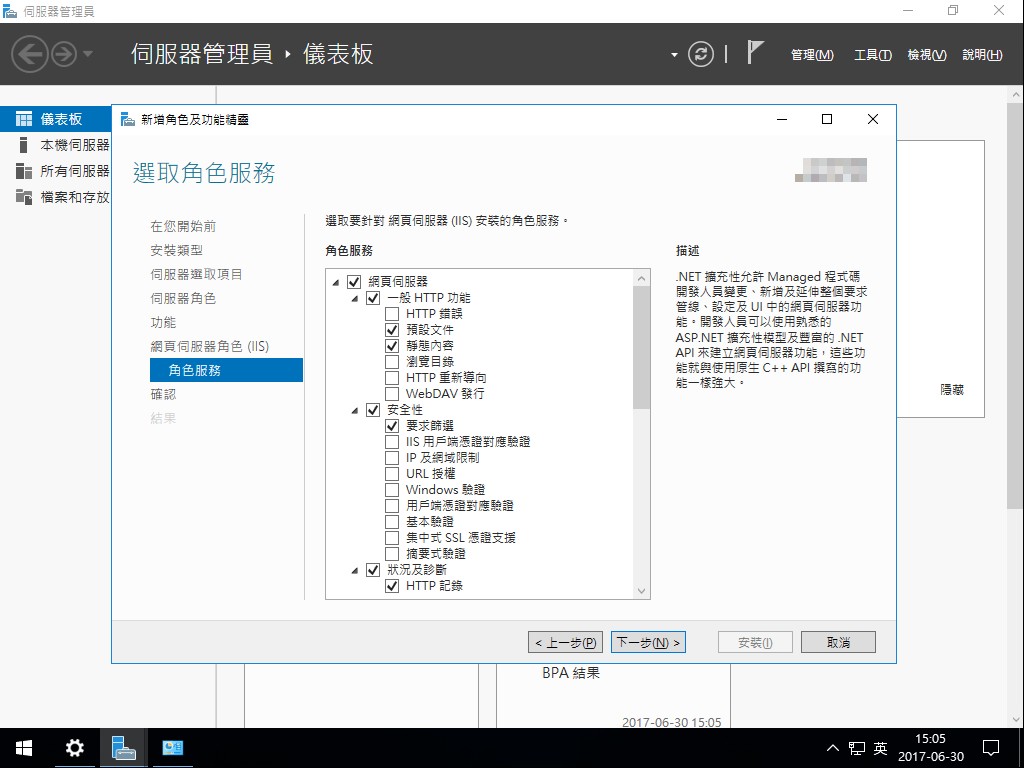 伺服器管理員
伺服器管理員 ‣ 儀表板
管理(M) 工具(T) 檢視(V) 說明(H)
儀表板
本機伺服器
所有伺服器
檔案和存放
新增角色及功能精靈
選取角色服務
在您開始前
安裝類型
伺服器選取項目
伺服器角色
功能
網頁伺服器角色 (IIS)
角色服務
確認
結果
選取要針對 網頁伺服器 (IIS) 安裝的角色服務。
角色服務
網頁伺服器
一般 HTTP 功能
HTTP 錯誤
預設文件
靜態內容
瀏覽目錄
HTTP 重新導向
WebDAV 發行
安全性
要求篩選
IIS 用戶端憑證對應驗證
IP 及網域限制
URL 授權
Windows 驗證
用戶端憑證對應驗證
基本驗證
集中式 SSL 憑證支援
摘要式驗證
狀況及診斷
HTTP 記錄
描述
.NET 擴充性允許 Managed 程式碼
開發人員變更、新增及延伸整個要求
管線、設定及 UI 中的網頁伺服器功
能。開發人員可以使用熟悉的
ASP.NET 擴充性模型及豐富的 .NET
API 來建立網頁伺服器功能，這些功
能就與使用原生 C++ API 撰寫的功
能一樣強大。
隱藏
< 上一步(P) 下一步(N) > 安裝(I) 取消
BPA 結果
2017-06-30 15:05
英
15:05
2017-06-30